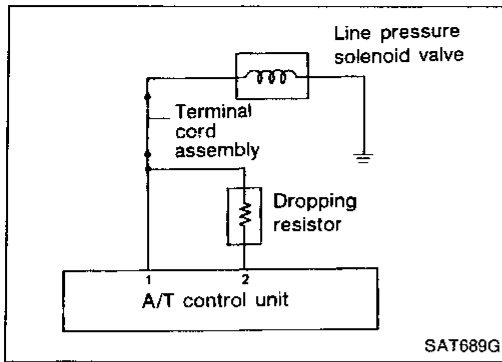 Line pressure
solenoid valve
Terminal
cord
assembly
Dropping
resistor
1
2
A/T control unit
SAT689G